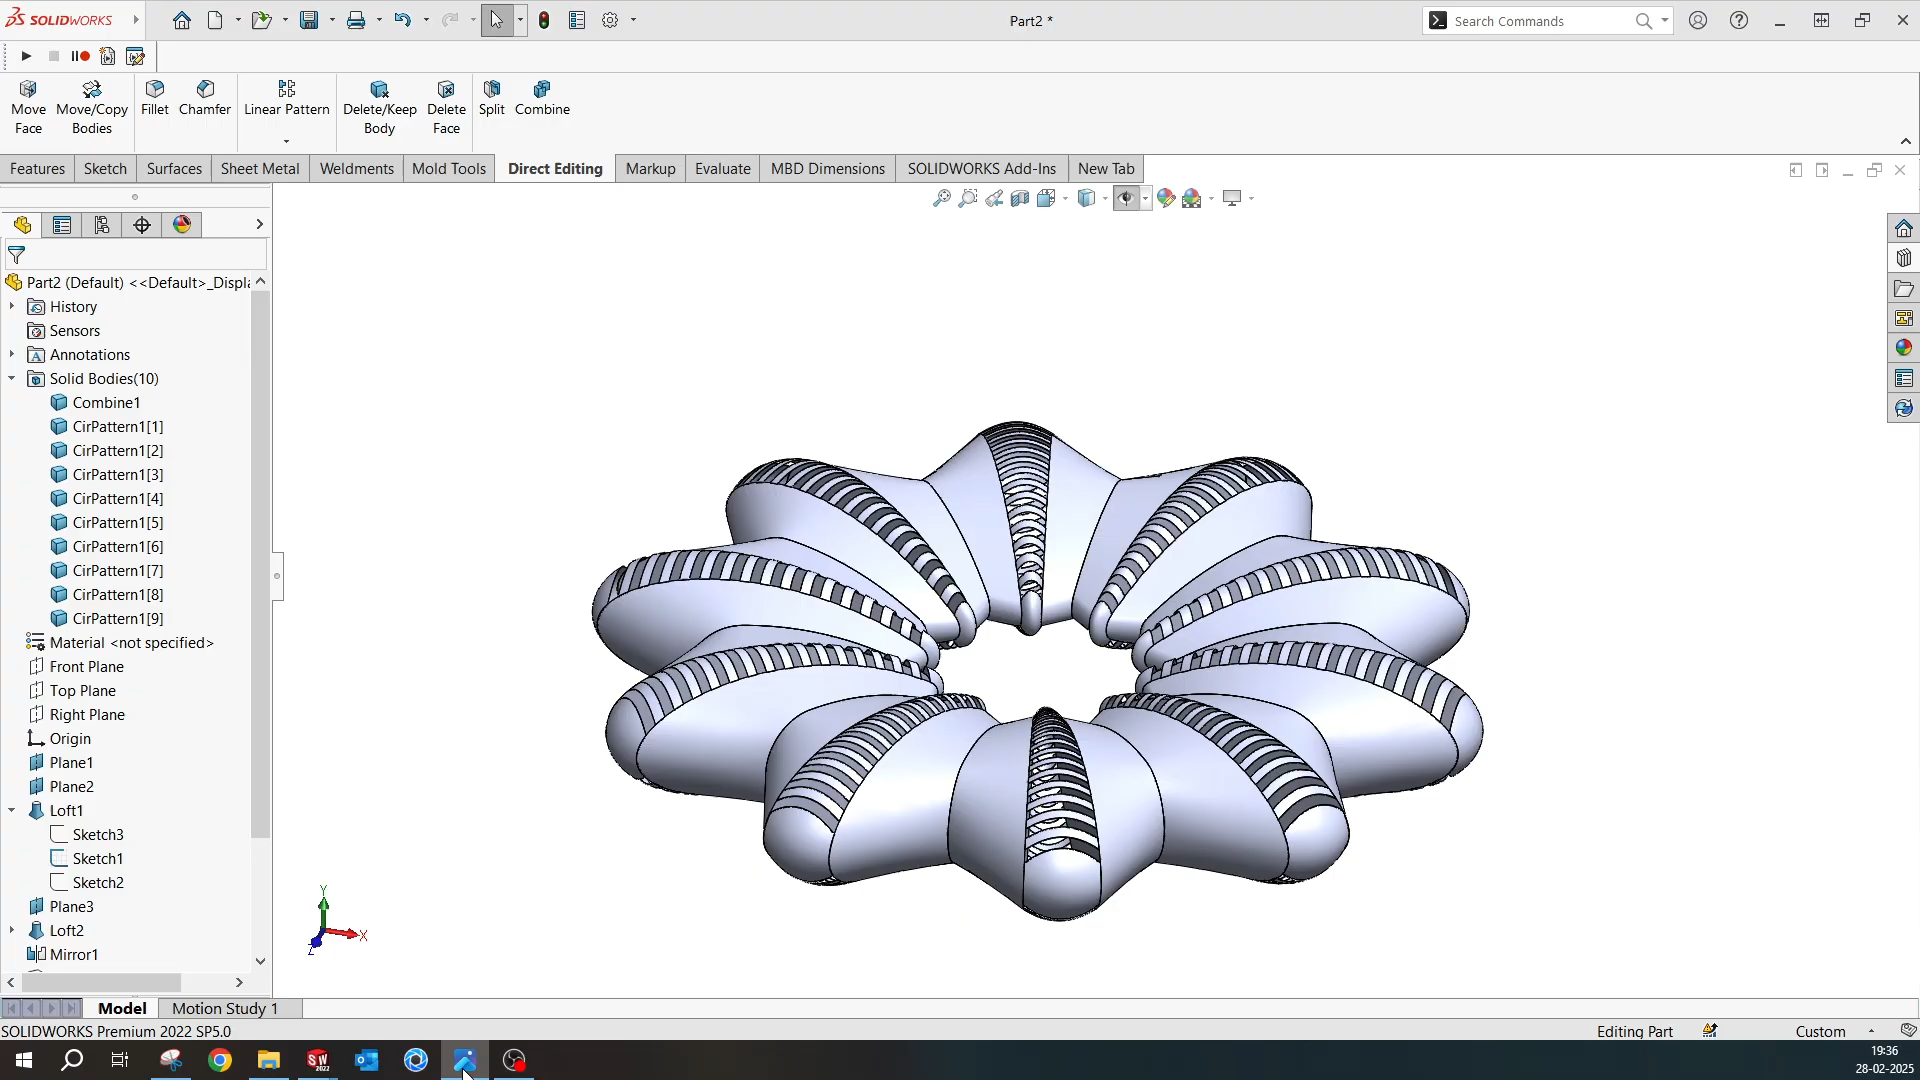 SOLIDWORKS
Part2 *
Search Commands
Move Face
Move/Copy Bodies
Fillet
Chamfer
Linear Pattern
Delete/Keep Body
Delete Face
Split
Combine
Features
Sketch
Surfaces
Sheet Metal
Weldments
Mold Tools
Direct Editing
Markup
Evaluate
MBD Dimensions
SOLIDWORKS Add-Ins
New Tab
Part2 (Default) <<Default>_Displa
History
Sensors
Annotations
Solid Bodies(10)
Combine1
CirPattern1[1]
CirPattern1[2]
CirPattern1[3]
CirPattern1[4]
CirPattern1[5]
CirPattern1[6]
CirPattern1[7]
CirPattern1[8]
CirPattern1[9]
Material <not specified>
Front Plane
Top Plane
Right Plane
Origin
Plane1
Plane2
Loft1
Sketch3
Sketch1
Sketch2
Plane3
Loft2
Mirror1
Y
X
Z
Model
Motion Study 1
SOLIDWORKS Premium 2022 SP5.0
Editing Part
Custom
SW
2022
19:36
28-02-2025